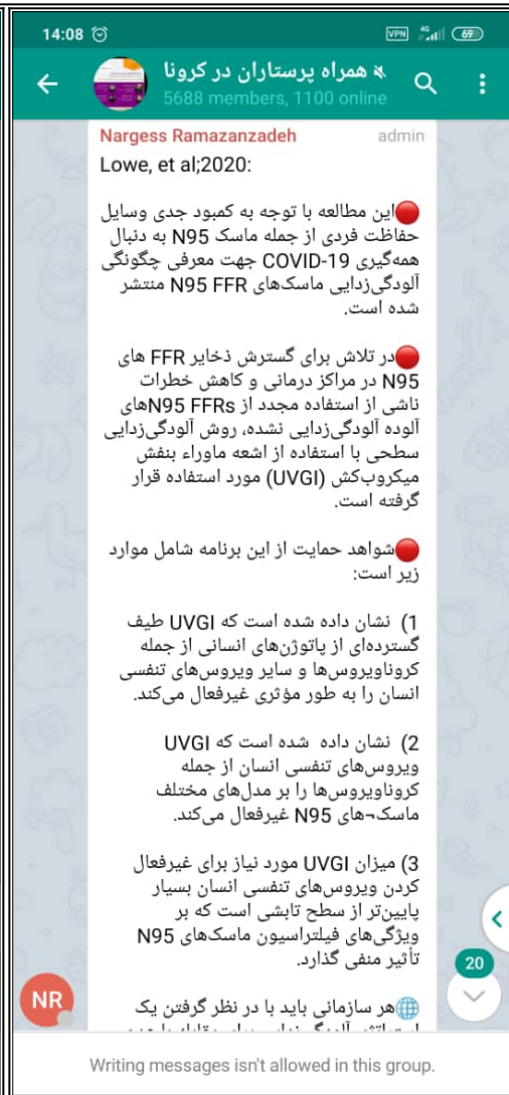 14:08
VPN 4G 69
همراه پرستاران در کرونا
5688 members, 1100 online
Nargess Ramazanzadeh admin
Lowe, et al;2020:
🔴این مطالعه با توجه به کمبود جدی وسایل
حفاظت فردی از جمله ماسک N95 به دنبال
همه‌گیری COVID-19 جهت معرفی چگونگی
آلودگی‌زدایی ماسک‌های N95 FFR منتشر
شده است.
🔴در تلاش برای گسترش ذخایر FFR های
N95 در مراکز درمانی و کاهش خطرات
ناشی از استفاده مجدد از N95 FFRsهای
آلوده آلودگی‌زدایی نشده، روش آلودگی‌زدایی
سطحی با استفاده از اشعه ماوراء بنفش
میکروب‌کش (UVGI) مورد استفاده قرار
گرفته است.
🔴شواهد حمایت از این برنامه شامل موارد
زیر است:
1) نشان داده شده است که UVGI طیف
گسترده‌ای از پاتوژن‌های انسانی از جمله
کروناویروس‌ها و سایر ویروس‌های تنفسی
انسان را به طور مؤثری غیرفعال می‌کند.
2) نشان داده شده است که UVGI
ویروس‌های تنفسی انسان از جمله
کروناویروس‌ها را بر مدل‌های مختلف
ماسک¬های N95 غیرفعال می‌کند.
3) میزان UVGI مورد نیاز برای غیرفعال
کردن ویروس‌های تنفسی انسان بسیار
پایین‌تر از سطح تابشی است که بر
ویژگی‌های فیلتراسیون ماسک‌های N95
تأثیر منفی گذارد.
20
NR
🌐هر سازمانی باید با در نظر گرفتن یک
Writing messages isn't allowed in this group.